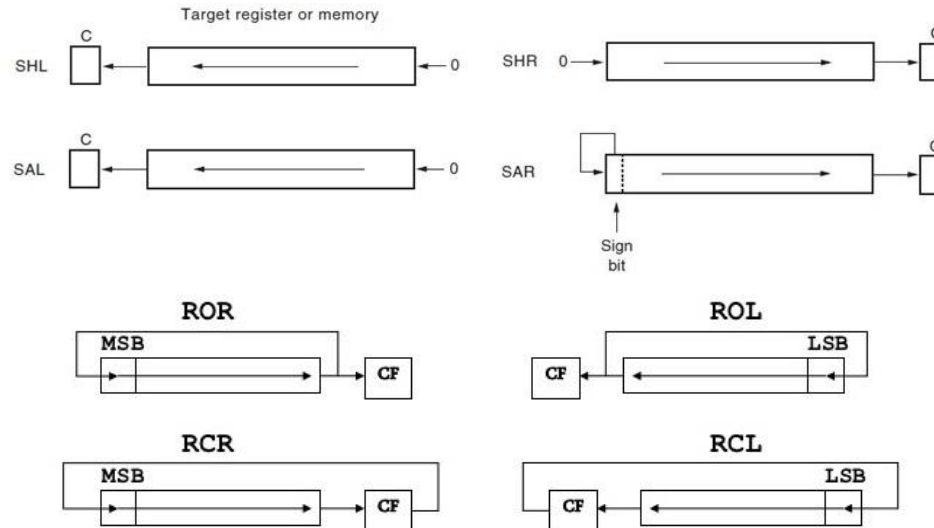 Target register or memory
C
SHL
0
SHR 0
C
SAL
0
SAR
Sign
bit
ROR
MSB
CF
ROL
LSB
CF
RCR
MSB
CF
RCL
LSB
CF